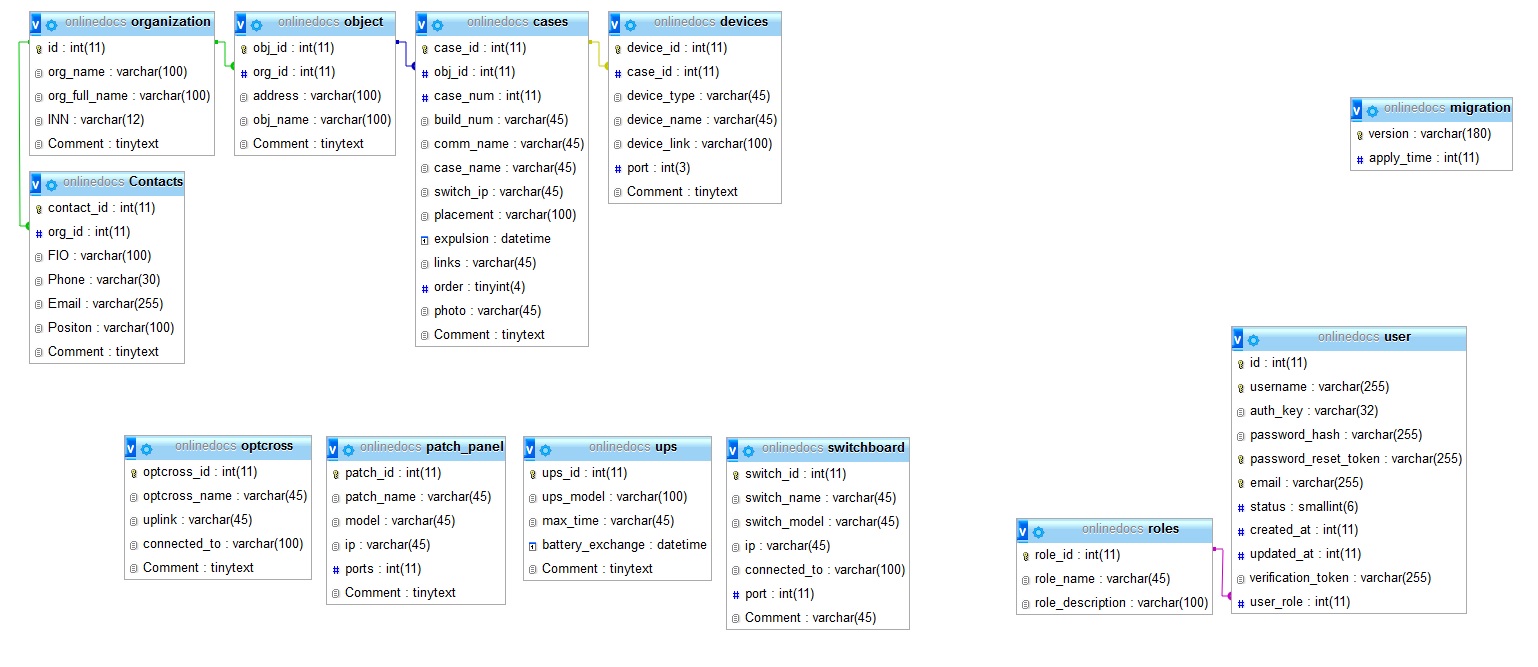 onlinedocs organization
id : int(11)
org_name : varchar(100)
org_full_name : varchar(100)
INN : varchar(12)
Comment : tinytext
onlinedocs object
obj_id : int(11)
org_id : int(11)
address : varchar(100)
obj_name : varchar(100)
Comment : tinytext
onlinedocs cases
case_id : int(11)
obj_id : int(11)
case_num : int(11)
build_num : varchar(45)
comm_name : varchar(45)
case_name : varchar(45)
switch_ip : varchar(45)
placement : varchar(100)
expulsion : datetime
links : varchar(45)
order : tinyint(4)
photo : varchar(45)
Comment : tinytext
onlinedocs devices
device_id : int(11)
case_id : int(11)
device_type : varchar(45)
device_name : varchar(45)
device_link : varchar(100)
port : int(3)
Comment : tinytext
onlinedocs migration
version : varchar(180)
apply_time : int(11)
onlinedocs Contacts
contact_id : int(11)
org_id : int(11)
FIO : varchar(100)
Phone : varchar(30)
Email : varchar(255)
Positon : varchar(100)
Comment : tinytext
onlinedocs optcross
optcross_id : int(11)
optcross_name : varchar(45)
uplink : varchar(45)
connected_to : varchar(100)
Comment : tinytext
onlinedocs patch_panel
patch_id : int(11)
patch_name : varchar(45)
model : varchar(45)
ip : varchar(45)
ports : int(11)
Comment : tinytext
onlinedocs ups
ups_id : int(11)
ups_model : varchar(100)
max_time : varchar(45)
battery_exchange : datetime
Comment : tinytext
onlinedocs switchboard
switch_id : int(11)
switch_name : varchar(45)
switch_model : varchar(45)
ip : varchar(45)
connected_to : varchar(100)
port : int(11)
Comment : varchar(45)
onlinedocs roles
role_id : int(11)
role_name : varchar(45)
role_description : varchar(100)
onlinedocs user
id : int(11)
username : varchar(255)
auth_key : varchar(32)
password_hash : varchar(255)
password_reset_token : varchar(255)
email : varchar(255)
status : smallint(6)
created_at : int(11)
updated_at : int(11)
verification_token : varchar(255)
user_role : int(11)